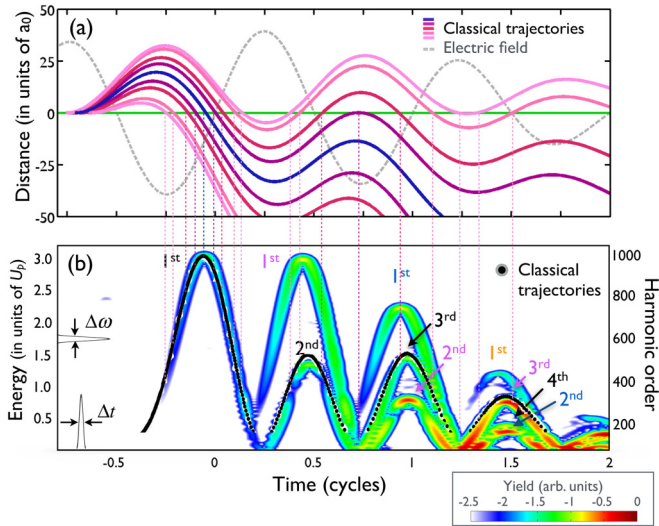 (a)
50
25
0
-25
-50
Distance (in units of a₀)
Classical trajectories
Electric field
(b)
3.0
2.5
2.0
1.5
1.0
0.5
Energy (in units of Uₚ)
Δω
Δt
1st
1st
1st
1st
2nd
3rd
2nd
3rd
4th
2nd
Classical
trajectories
1000
800
600
400
200
Harmonic order
-0.5 0 0.5 1 1.5 2
Time (cycles)
Yield (arb. units)
-2.5 -2 -1.5 -1 -0.5 0